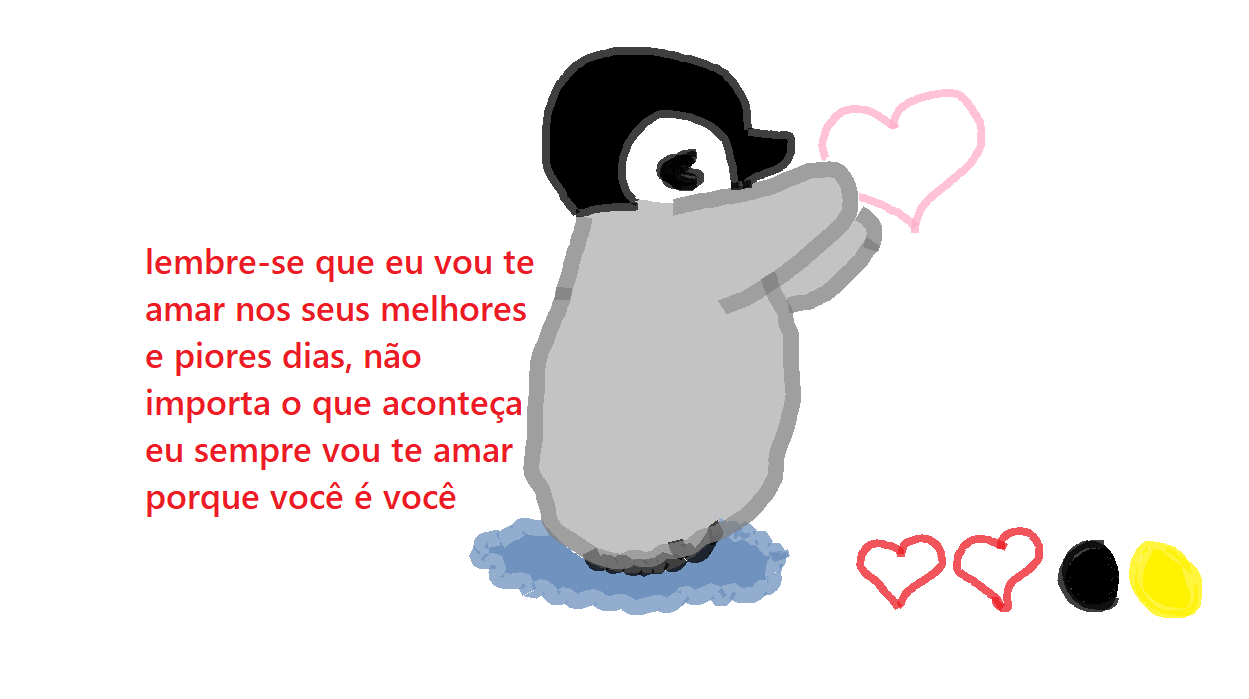 lembre-se que eu vou te
amar nos seus melhores
e piores dias, não
importa o que aconteça
eu sempre vou te amar
porque você é você